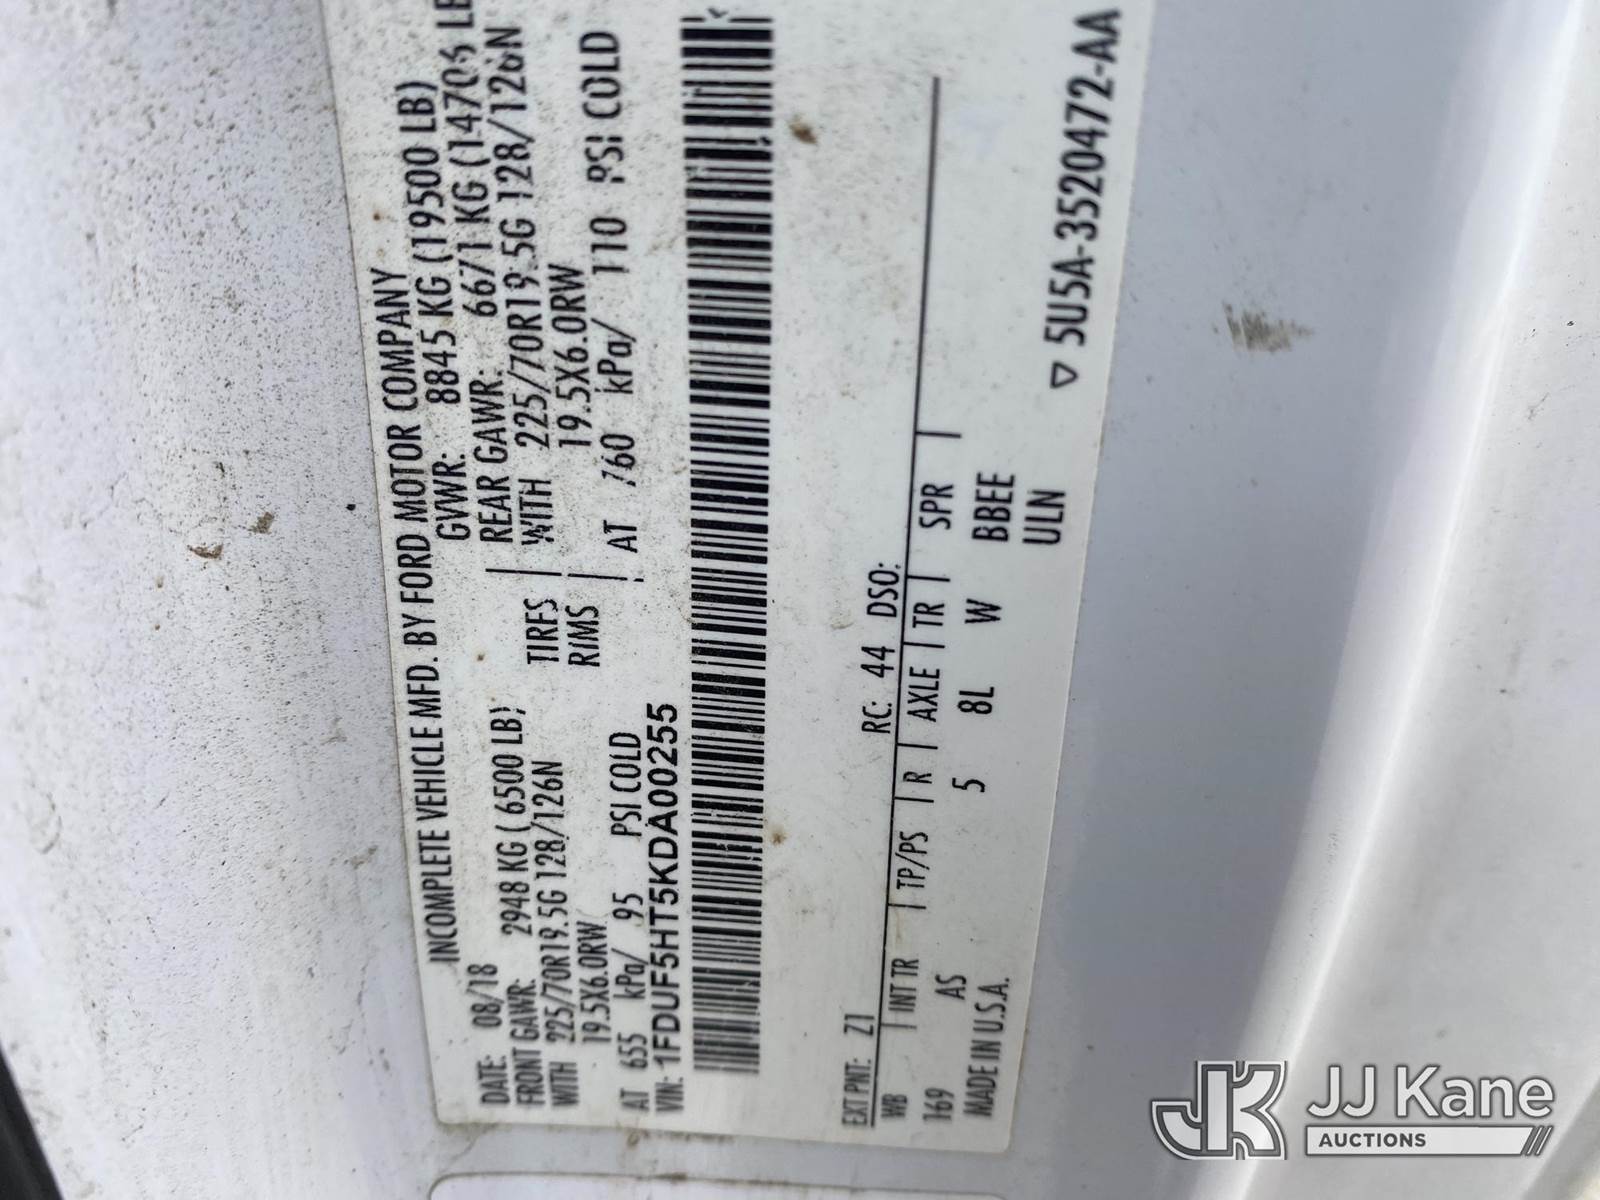 INCOMPLETE VEHICLE MFD. BY FORD MOTOR COMPANY
DATE: 08/18 GVWR: 8845 KG (19500 LB)
FRONT GAWR: 2948 KG ( 6500 LB) REAR GAWR: 6671 KG (14706 LB
WITH 225/70R19.5G 128/126N TIRES WITH 225/70R19.5G 128/126N
19.5X6.0RW RIMS 19.5X6.0RW
AT 655 kPa/ 95 PSI COLD AT 760 kPa/ 110 PSI COLD
VIN: 1FDUF5HT5KDA00255
EXT PNT: Z1 RC: 44 DSO:
WB INT TR TP/PS R AXLE TR SPR
169 AS 5 8L W BBEE
MADE IN U.S.A. ULN
▽ 5U5A-3520472-AA
JK JJ Kane
AUCTIONS